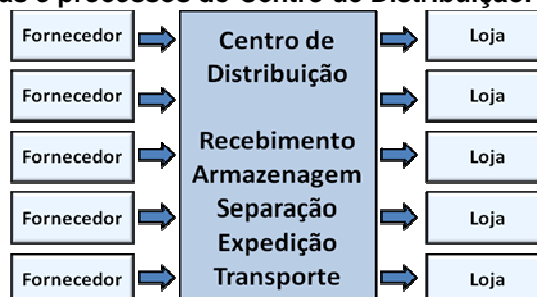 as e processos do Centro de Distribuição.
Fornecedor
Fornecedor
Fornecedor
Fornecedor
Fornecedor
Centro de
Distribuição
Recebimento
Armazenagem
Separação
Expedição
Transporte
Loja
Loja
Loja
Loja
Loja